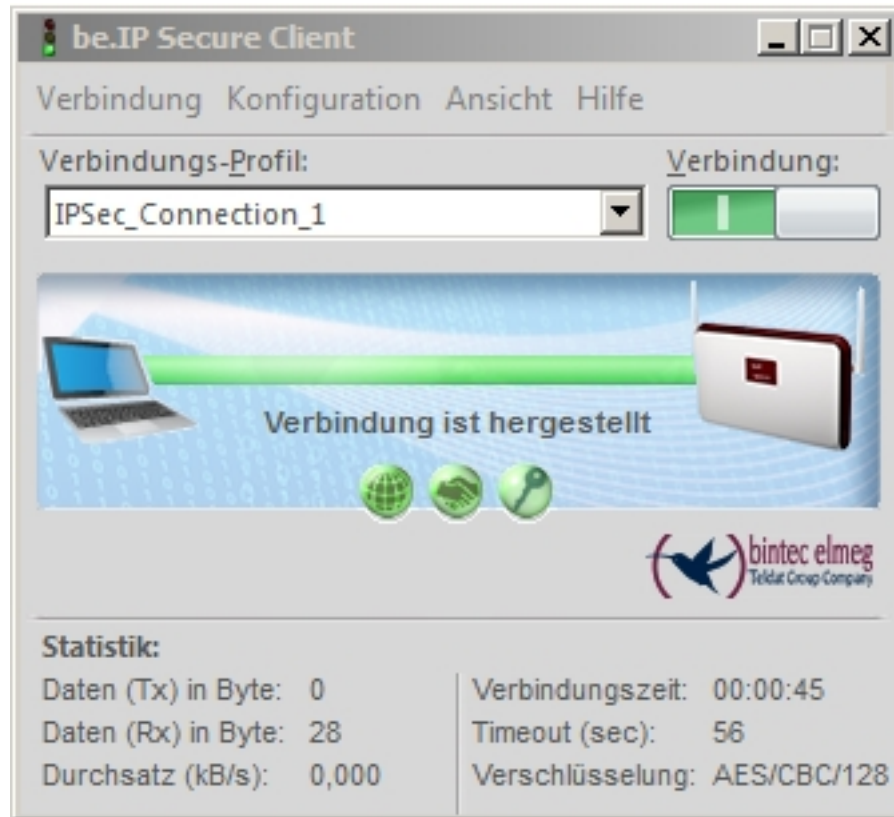 be.IP Secure Client
Verbindung Konfiguration Ansicht Hilfe
Verbindungs-Profil: Verbindung:
IPSec_Connection_1
Verbindung ist hergestellt
bintec elmeg
Teldat Group Company
Statistik:
Daten (Tx) in Byte: 0 Verbindungszeit: 00:00:45
Daten (Rx) in Byte: 28 Timeout (sec): 56
Durchsatz (kB/s): 0,000 Verschlüsselung: AES/CBC/128